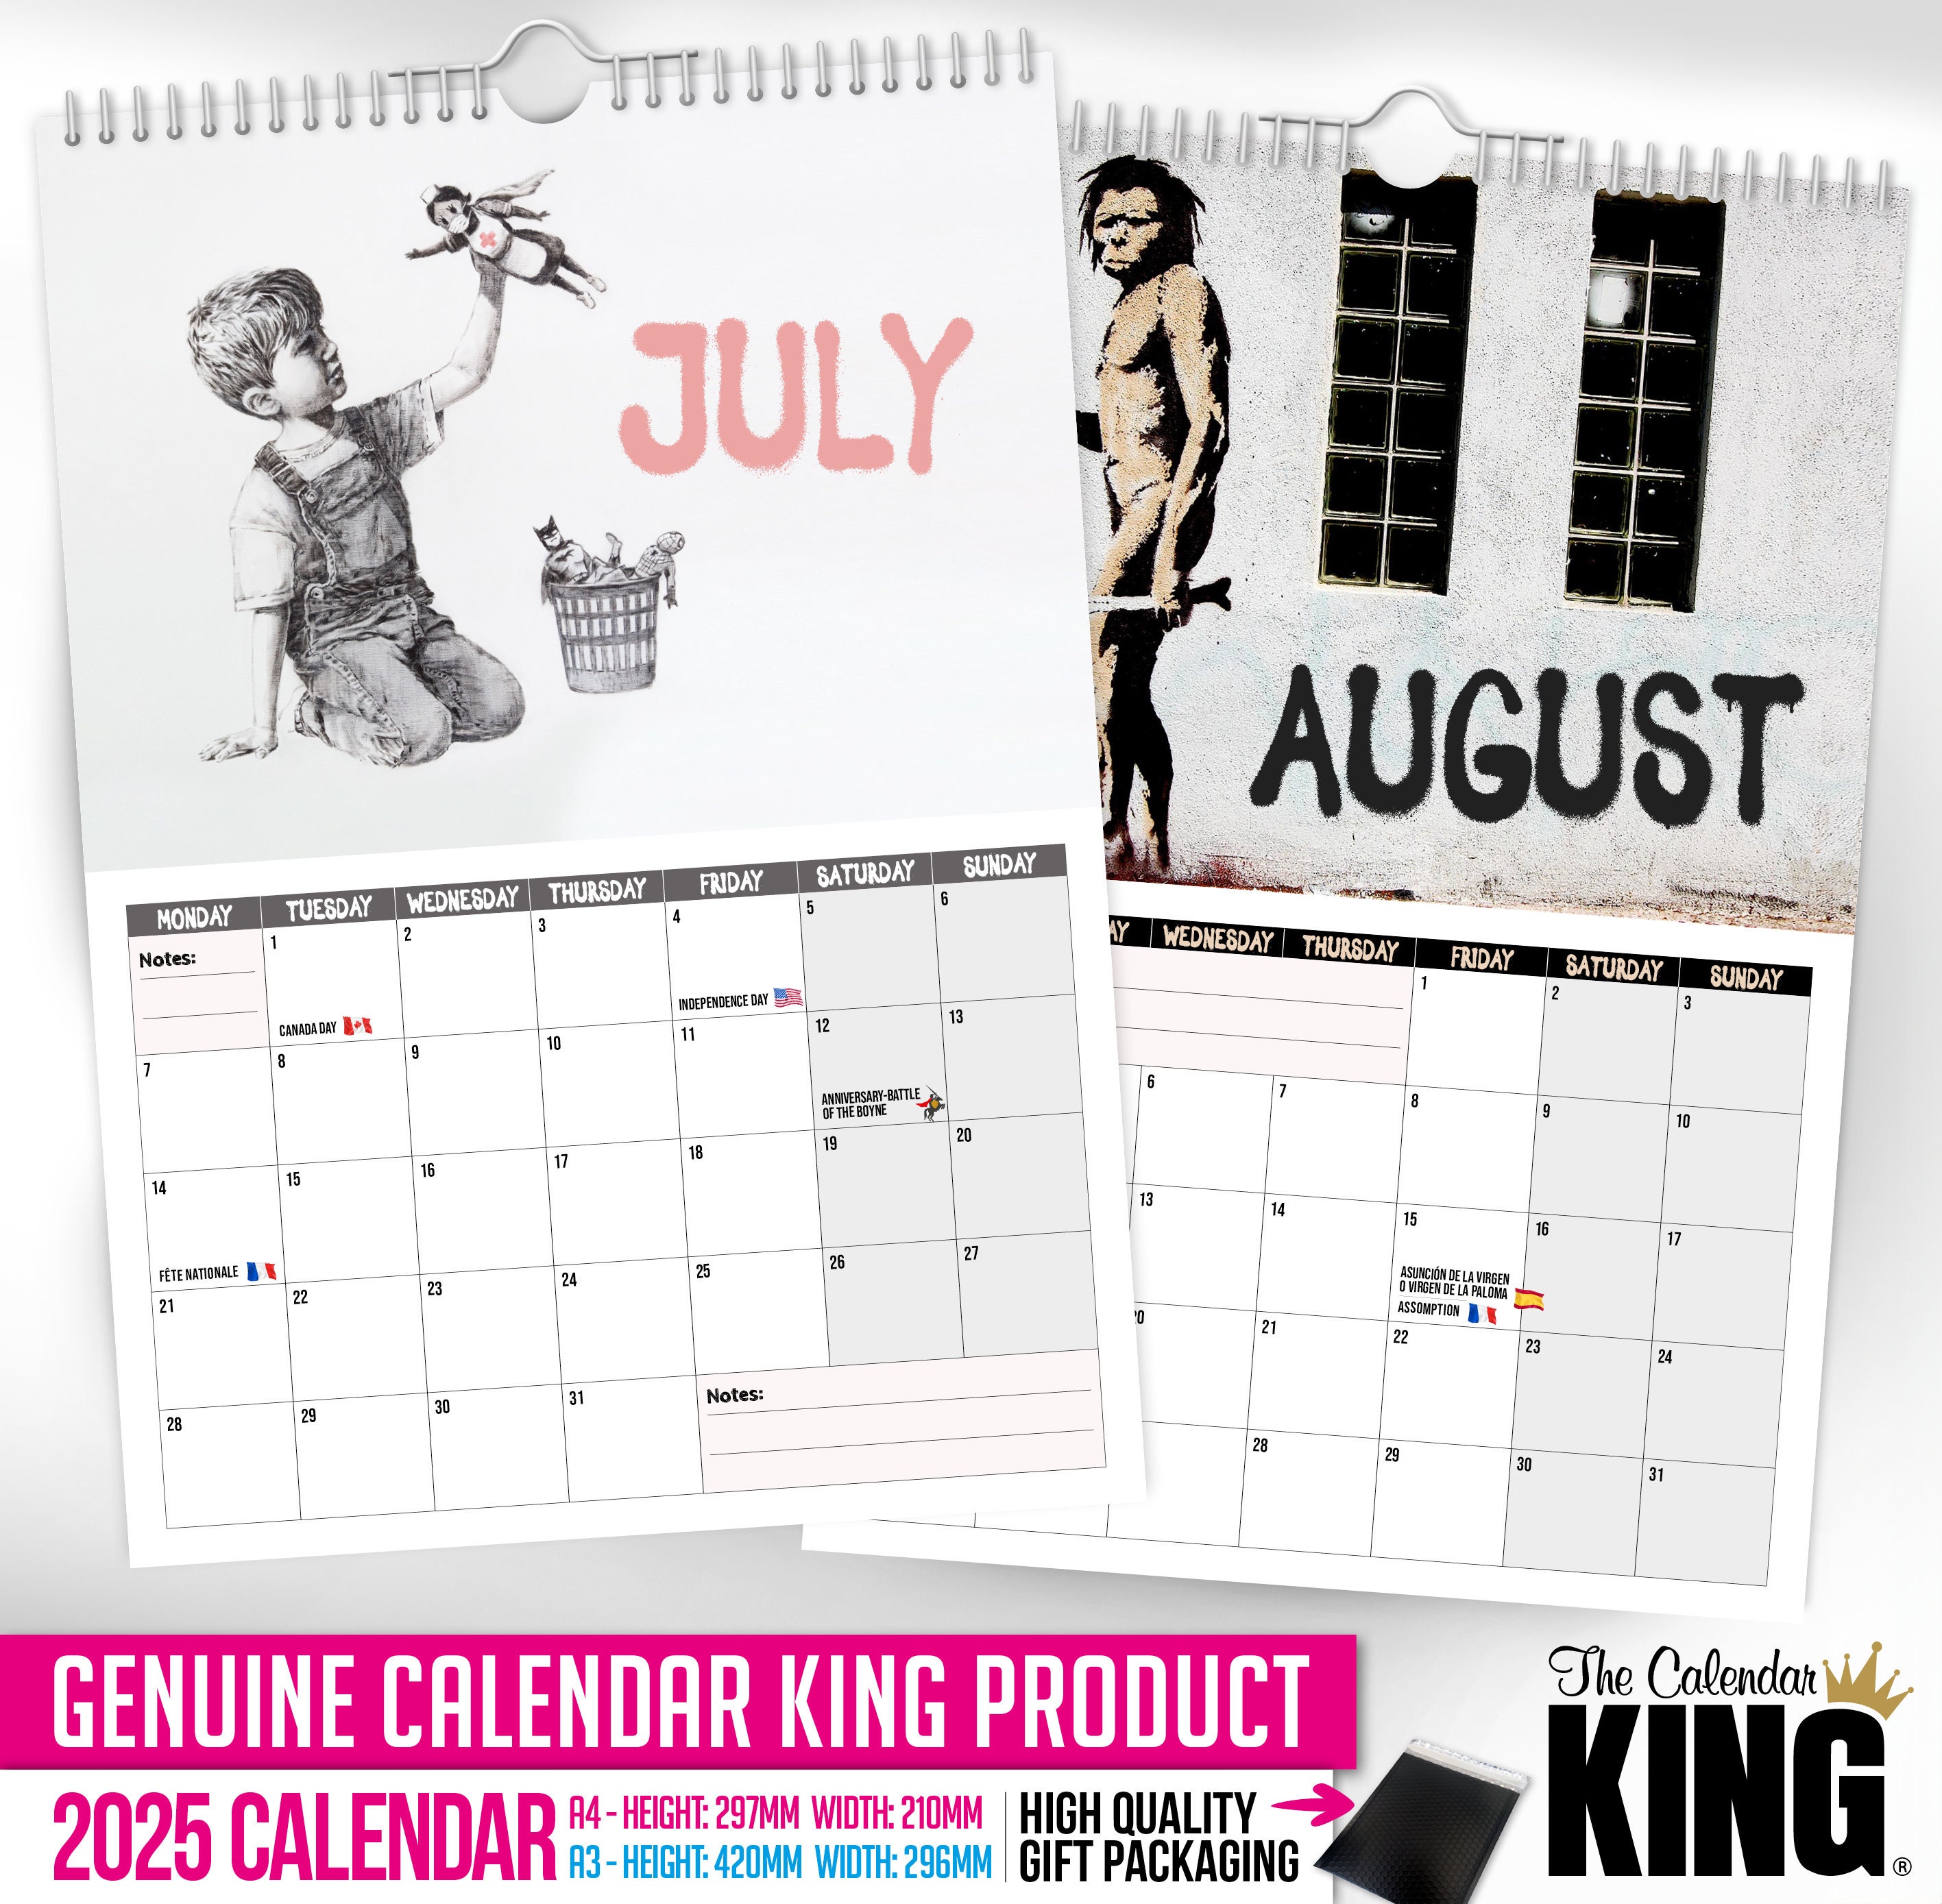 JULY
MONDAY TUESDAY WEDNESDAY THURSDAY FRIDAY SATURDAY SUNDAY
Notes: 1 2 3 4 5 6
CANADA DAY INDEPENDENCE DAY
7 8 9 10 11 12 13
ANNIVERSARY-BATTLE
OF THE BOYNE
14 15 16 17 18 19 20
FÊTE NATIONALE
21 22 23 24 25 26 27
28 29 30 31 Notes:
AUGUST
AY WEDNESDAY THURSDAY FRIDAY SATURDAY SUNDAY
1 2 3
6 7 8 9 10
13 14 15 16 17
ASUNCIÓN DE LA VIRGEN
O VIRGEN DE LA PALOMA
ASSOMPTION
0 21 22 23 24
28 29 30 31
GENUINE CALENDAR KING PRODUCT
2025 CALENDAR
A4 - HEIGHT: 297MM WIDTH: 210MM
A3 - HEIGHT: 420MM WIDTH: 296MM
HIGH QUALITY
GIFT PACKAGING
The Calendar
KING®